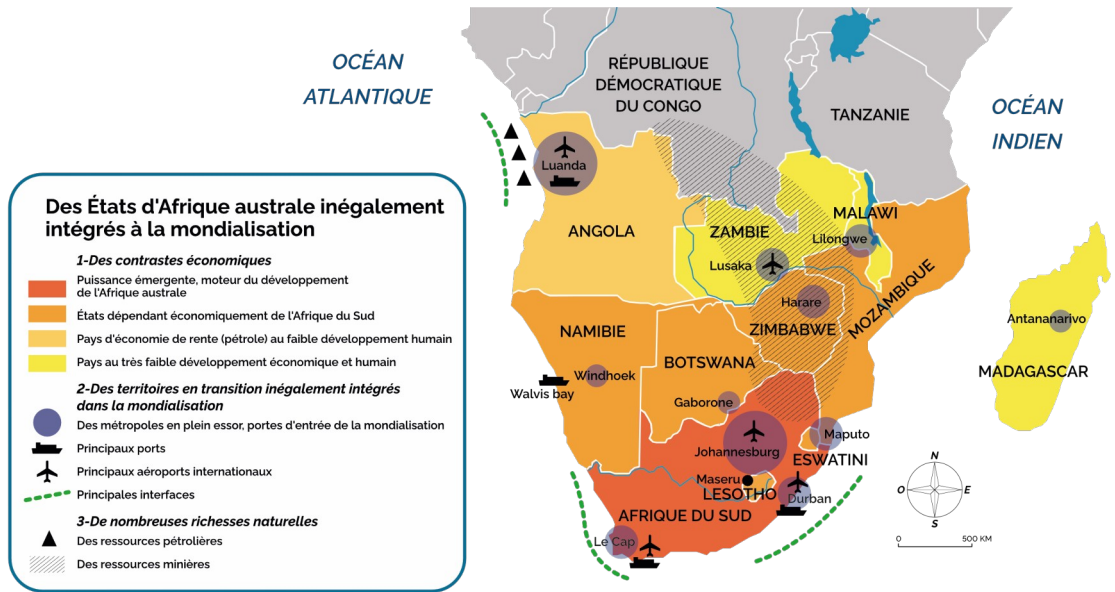 OCÉAN
ATLANTIQUE
RÉPUBLIQUE
DÉMOCRATIQUE
DU CONGO
TANZANIE
OCÉAN
INDIEN
Luanda
ANGOLA
ZAMBIE
MALAWI
Lilongwe
Lusaka
MOZAMBIQUE
Harare
ZIMBABWE
NAMIBIE
BOTSWANA
Windhoek
Walvis bay
Gaborone
Antananarivo
MADAGASCAR
Johannesburg
Maputo
ESWATINI
Maseru
LESOTHO
Durban
AFRIQUE DU SUD
Le Cap
N
O
E
S
0
500 KM
Des États d'Afrique australe inégalement
intégrés à la mondialisation
1-Des contrastes économiques
Puissance émergente, moteur du développement
de l'Afrique australe
États dépendant économiquement de l'Afrique du Sud
Pays d'économie de rente (pétrole) au faible développement humain
Pays au très faible développement économique et humain
2-Des territoires en transition inégalement intégrés
dans la mondialisation
Des métropoles en plein essor, portes d'entrée de la mondialisation
Principaux ports
Principaux aéroports internationaux
Principales interfaces
3-De nombreuses richesses naturelles
Des ressources pétrolières
Des ressources minières